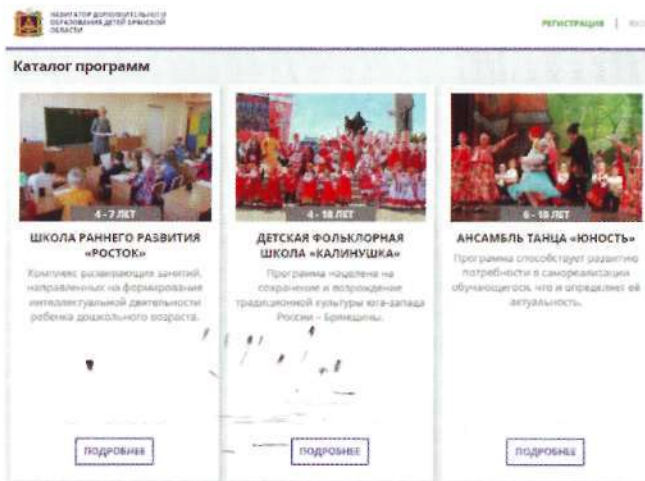 НАВИГАТОР ДОПОЛНИТЕЛЬНОГО
ОБРАЗОВАНИЯ ДЕТЕЙ БРЯНСКОЙ
ОБЛАСТИ
РЕГИСТРАЦИЯ
Каталог программ
4 - 7 ЛЕТ
ШКОЛА РАННЕГО РАЗВИТИЯ
«РОСТОК»
Комплекс развивающих занятий,
направленных на формирование
интеллектуальной деятельности
ребенка дошкольного возраста.
ПОДРОБНЕЕ
4 - 18 ЛЕТ
ДЕТСКАЯ ФОЛЬКЛОРНАЯ
ШКОЛА «КАЛИНУШКА»
Программа нацелена на
сохранение и возрождение
традиционной культуры юга-запада
России – Брянщины.
ПОДРОБНЕЕ
6 - 18 ЛЕТ
АНСАМБЛЬ ТАНЦА «ЮНОСТЬ»
Программа способствует развитию
потребности в самореализации
обучающегося, что и определяет её
актуальность.
ПОДРОБНЕЕ